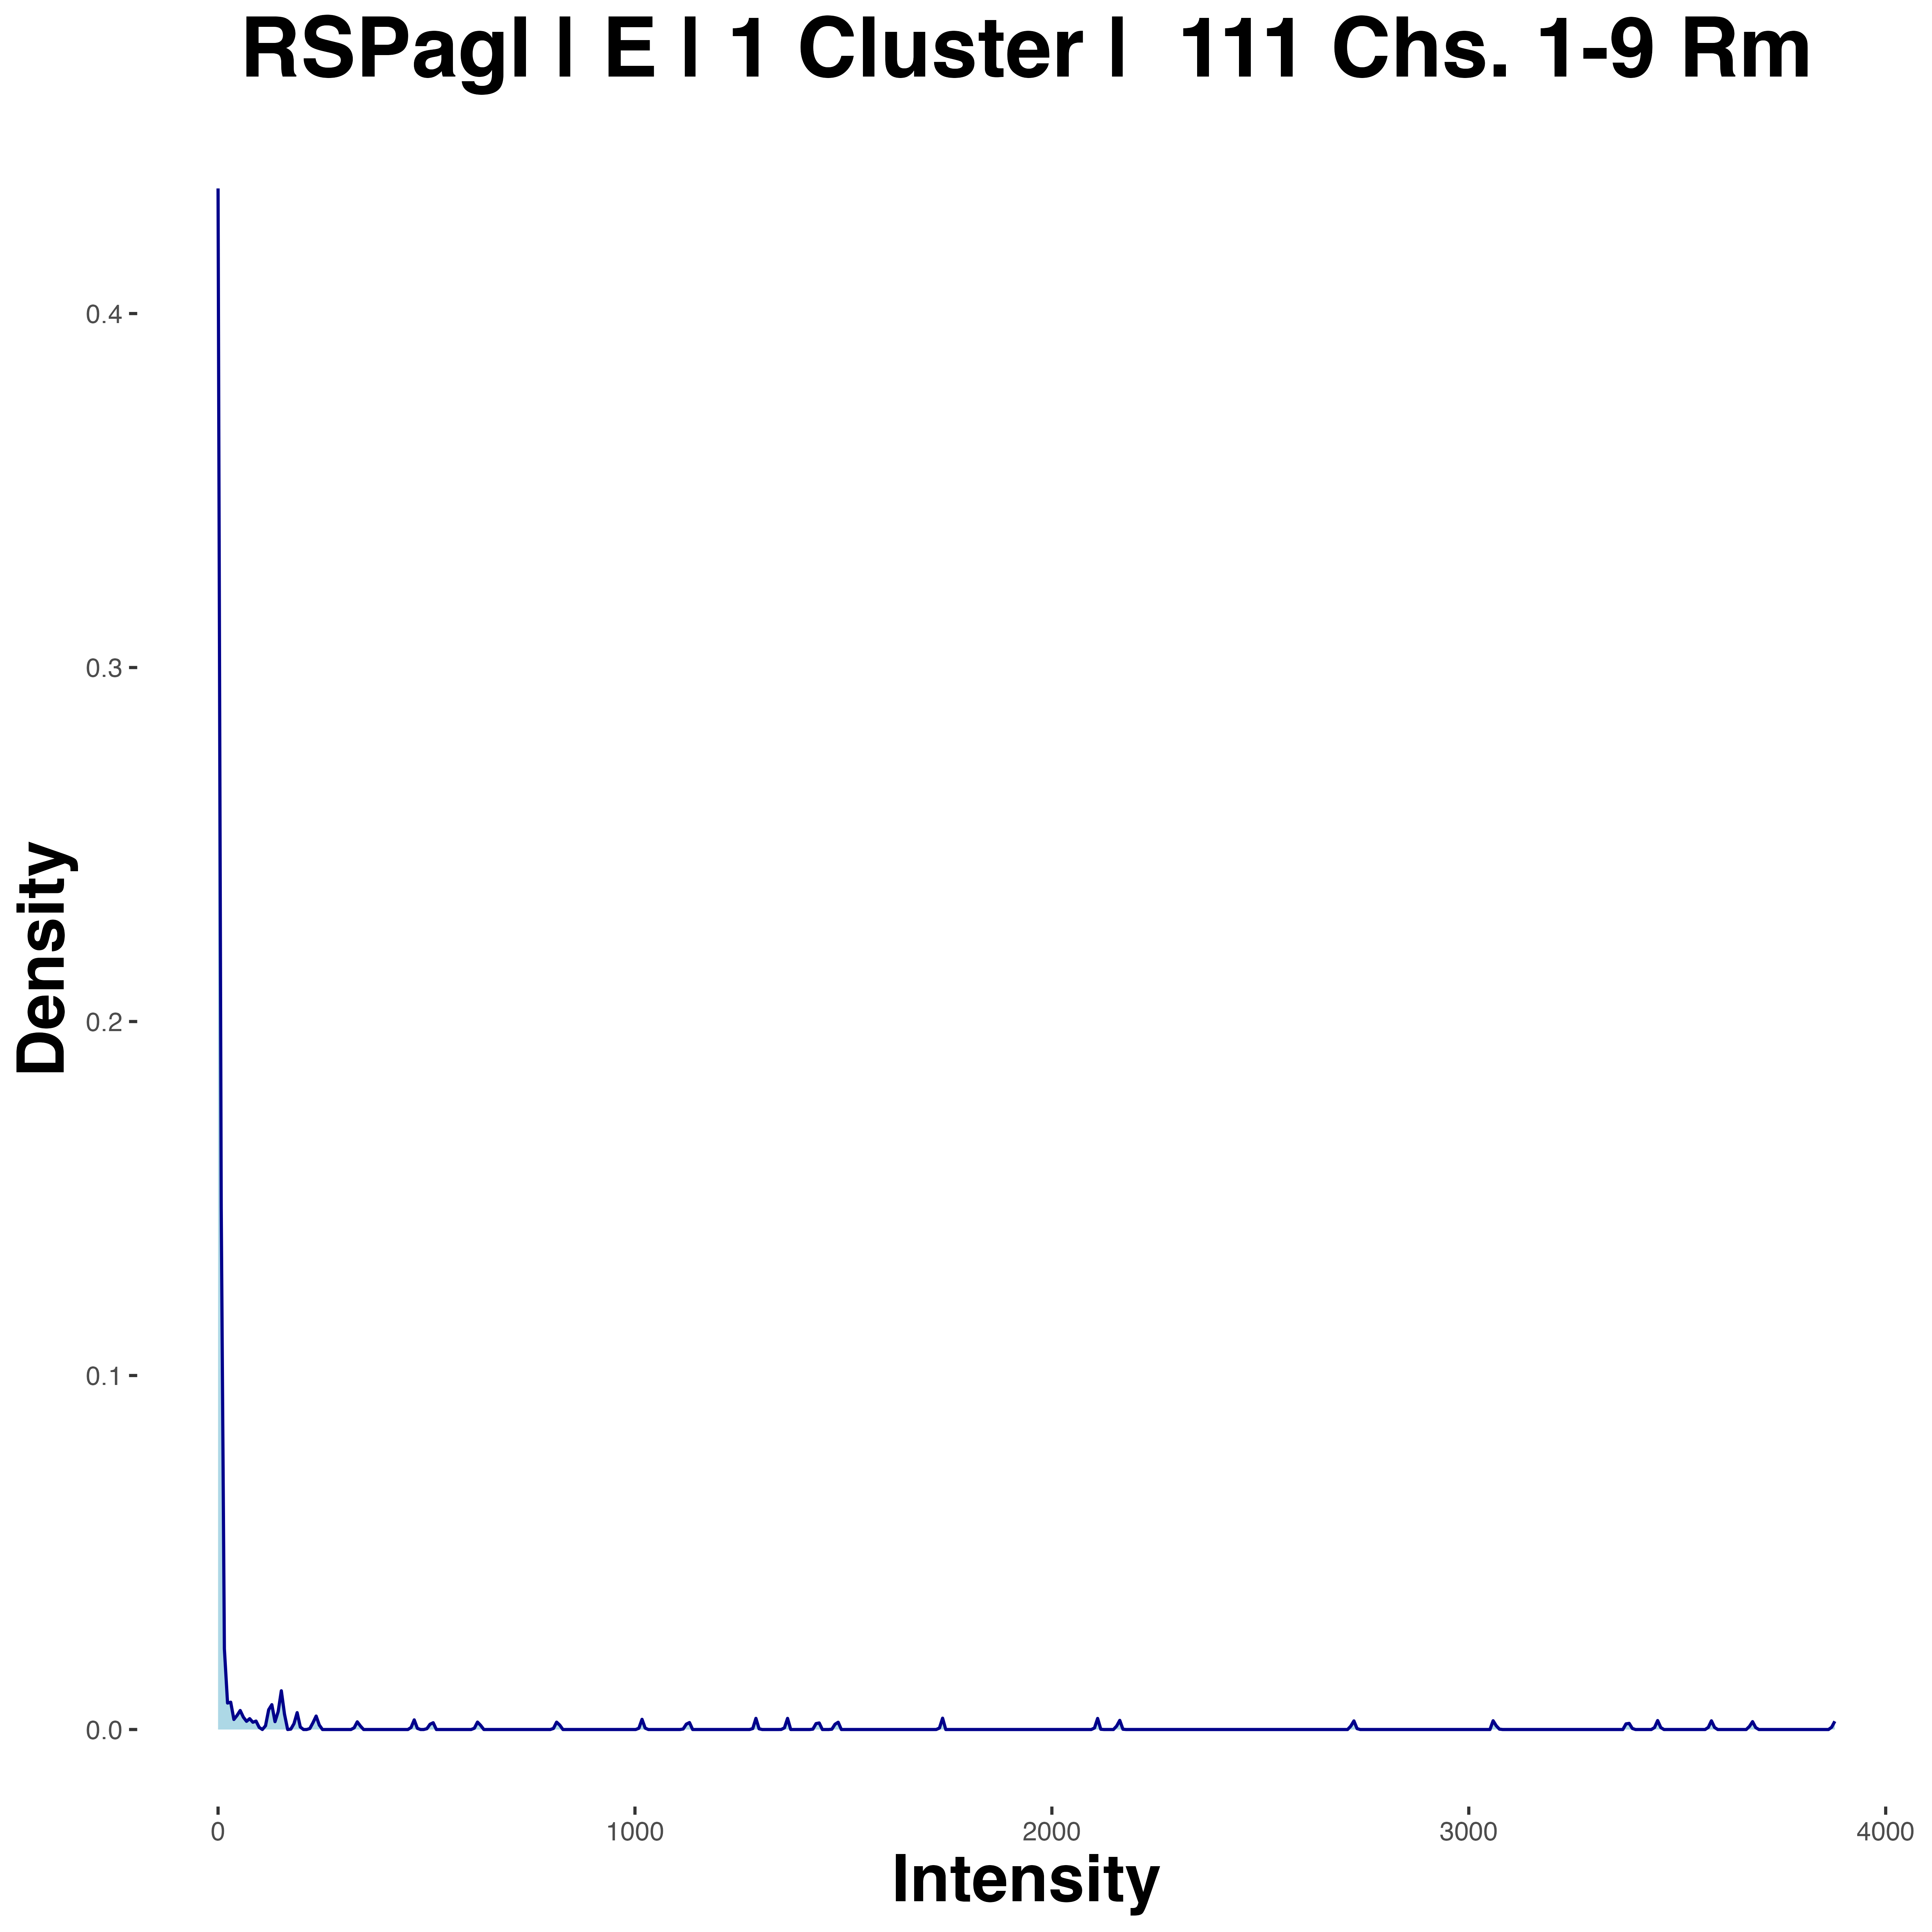 RSPagI | E | 1 Cluster |  111 Chs. 1-9 Rm
Density
0.4
0.3
0.2
0.1
0.0
0 1000 2000 3000 4000
Intensity